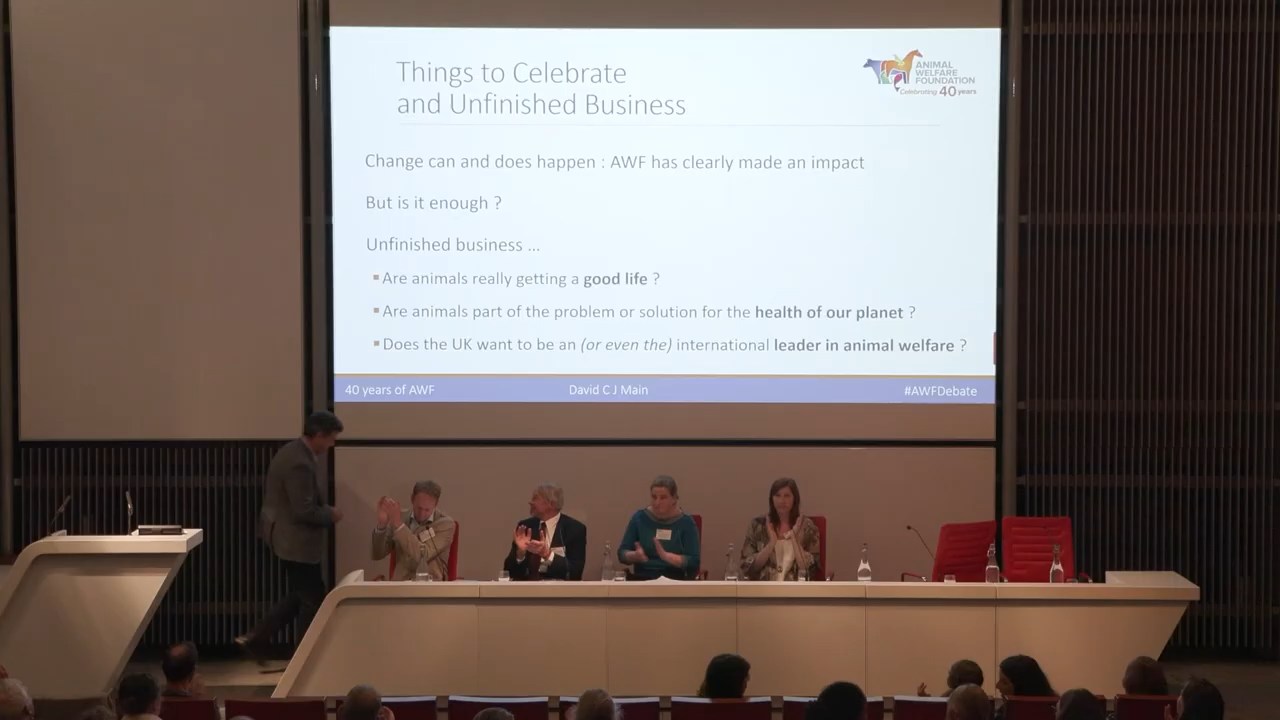 Things to Celebrate
and Unfinished Business
ANIMAL
WELFARE
FOUNDATION
Celebrating 40 years
Change can and does happen : AWF has clearly made an impact
But is it enough ?
Unfinished business ...
Are animals really getting a good life ?
Are animals part of the problem or solution for the health of our planet ?
Does the UK want to be an (or even the) international leader in animal welfare ?
40 years of AWF
David C J Main
#AWFDebate